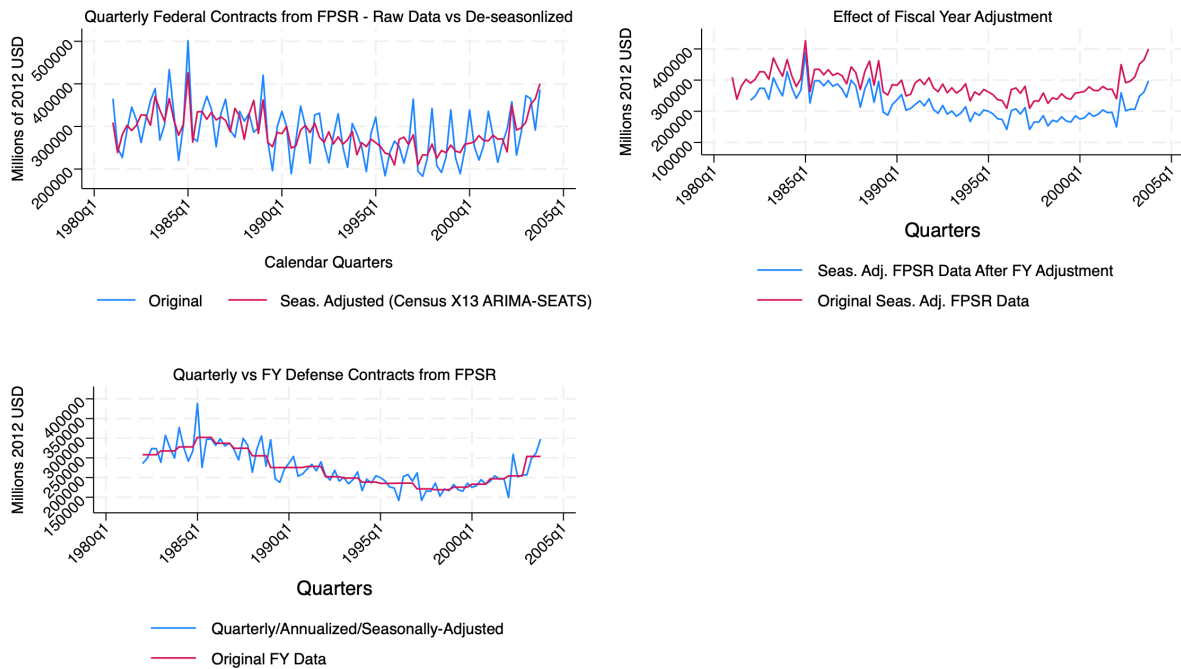 Quarterly Federal Contracts from FPSR - Raw Data vs De-seasonlized
Millions of 2012 USD
500000
400000
300000
200000
1980q1
1985q1
1990q1
1995q1
2000q1
2005q1
Calendar Quarters
Original
Seas. Adjusted (Census X13 ARIMA-SEATS)
Effect of Fiscal Year Adjustment
Millions 2012 USD
400000
300000
200000
100000
1980q1
1985q1
1990q1
1995q1
2000q1
2005q1
Quarters
Seas. Adj. FPSR Data After FY Adjustment
Original Seas. Adj. FPSR Data
Quarterly vs FY Defense Contracts from FPSR
Millions 2012 USD
400000
350000
300000
250000
200000
150000
1980q1
1985q1
1990q1
1995q1
2000q1
2005q1
Quarters
Quarterly/Annualized/Seasonally-Adjusted
Original FY Data